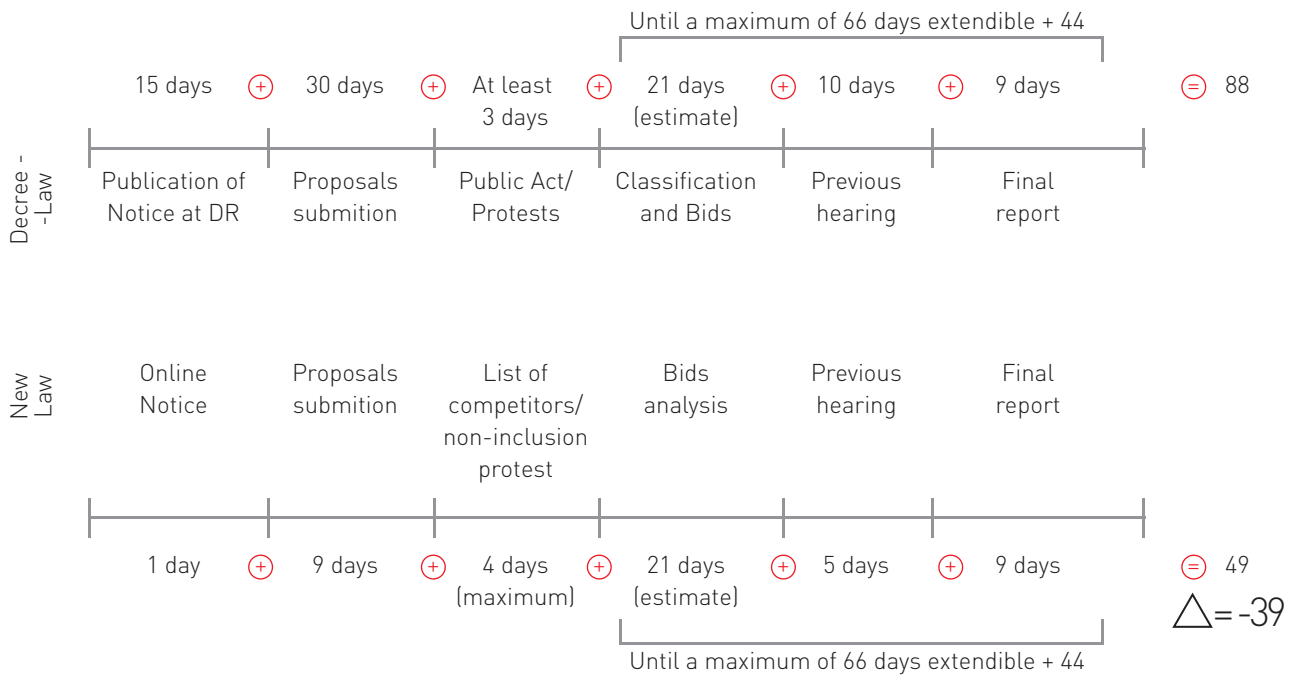 Until a maximum of 66 days extendible + 44
15 days + 30 days + At least + 21 days + 10 days + 9 days = 88
3 days (estimate)
Decree -
-Law
Publication of Proposals Public Act/ Classification Previous Final
Notice at DR submition Protests and Bids hearing report
New
Law
Online Proposals List of Bids Previous Final
Notice submition competitors/ analysis hearing report
non-inclusion
protest
1 day + 9 days + 4 days + 21 days + 5 days + 9 days = 49
(maximum) (estimate)
△= -39
Until a maximum of 66 days extendible + 44